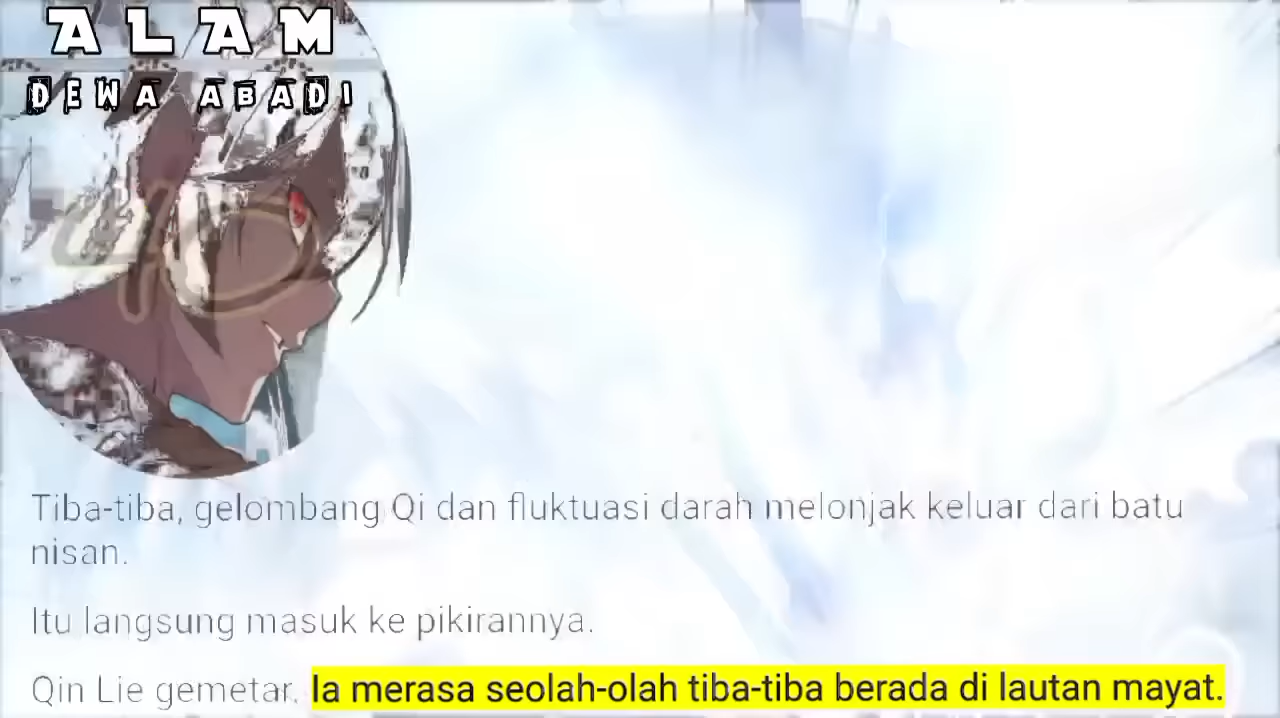 ALAM
DEWA ABADI
Tiba-tiba, gelombang Qi dan fluktuasi darah melonjak keluar dari batu
nisan.
Itu langsung masuk ke pikirannya.
Qin Lie gemetar. Ia merasa seolah-olah tiba-tiba berada di lautan mayat.